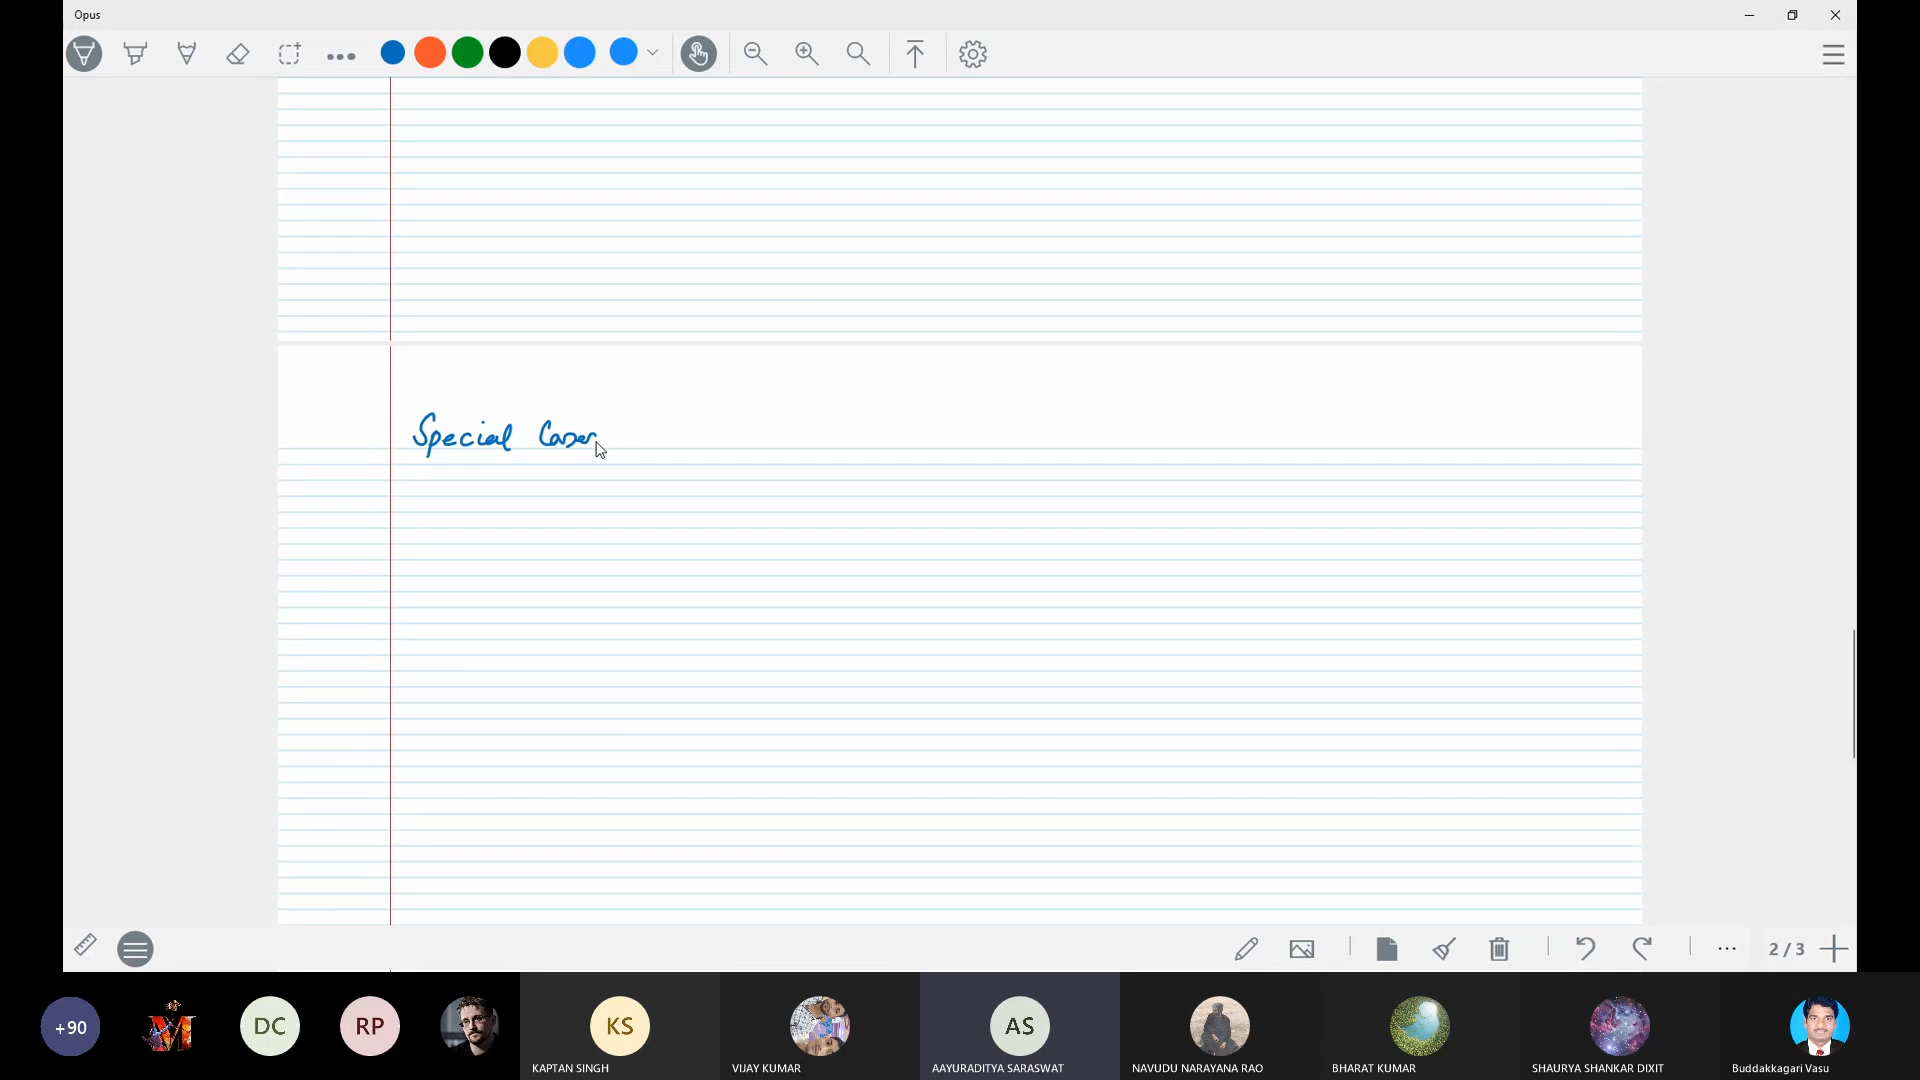 Opus
Special Cases
2 / 3
+90
DC
RP
KS
AS
KAPTAN SINGH
VIJAY KUMAR
AAYURADITYA SARASWAT
NAVUDU NARAYANA RAO
BHARAT KUMAR
SHAURYA SHANKAR DIXIT
Buddakkagari Vasu